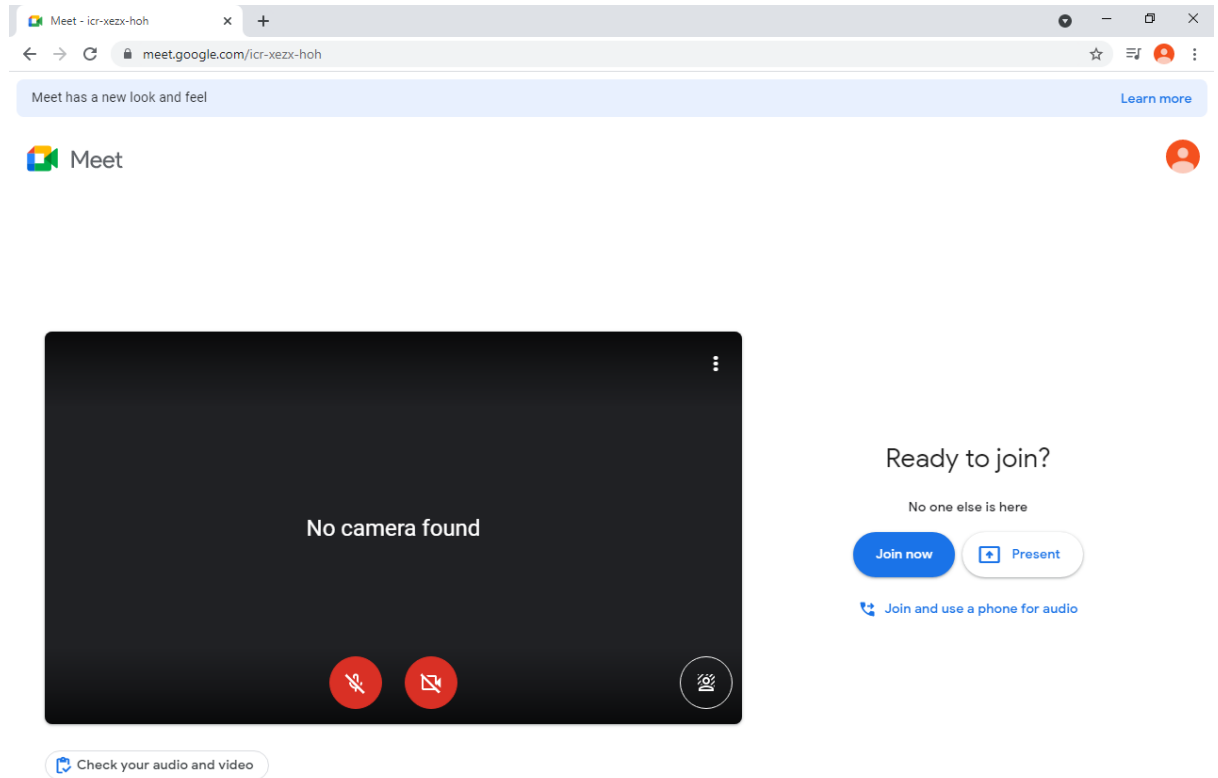 Meet - icr-xezx-hoh
meet.google.com/icr-xezx-hoh
Meet has a new look and feel
Learn more
Meet
No camera found
Ready to join?
No one else is here
Join now
Present
Join and use a phone for audio
Check your audio and video